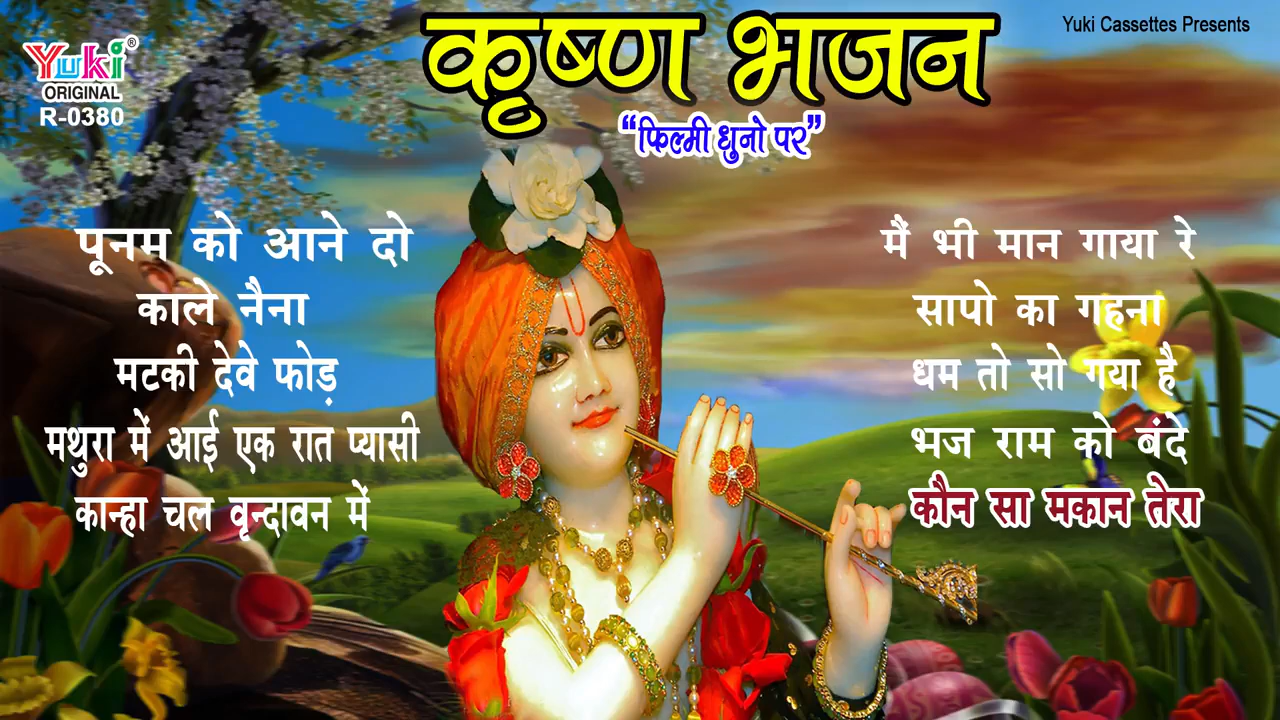 Yuki Cassettes Presents
Yuki®
ORIGINAL
R-0380
कृष्ण भजन
“फिल्मी धुनो पर”
पूनम को आने दो
काले नैना
मटकी देवे फोड़
मथुरा में आई एक रात प्यासी
कान्हा चल वृन्दावन में
मैं भी मान गाया रे
सापो का गहना
धम तो सो गया है
भज राम को बंदे
कौन सा मकान तेरा